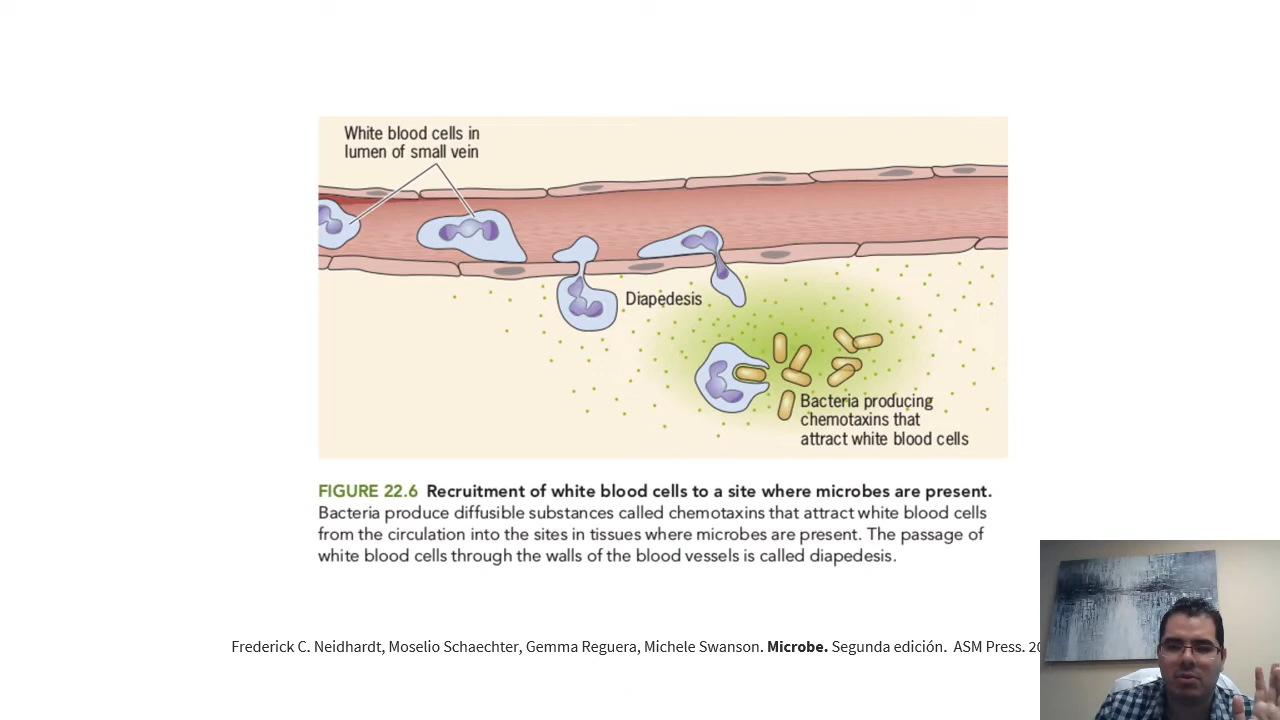 White blood cells in
lumen of small vein
Diapedesis
Bacteria producing
chemotaxins that
attract white blood cells
FIGURE 22.6 Recruitment of white blood cells to a site where microbes are present.
Bacteria produce diffusible substances called chemotaxins that attract white blood cells
from the circulation into the sites in tissues where microbes are present. The passage of
white blood cells through the walls of the blood vessels is called diapedesis.
Frederick C. Neidhardt, Moselio Schaechter, Gemma Reguera, Michele Swanson. Microbe. Segunda edición. ASM Press.